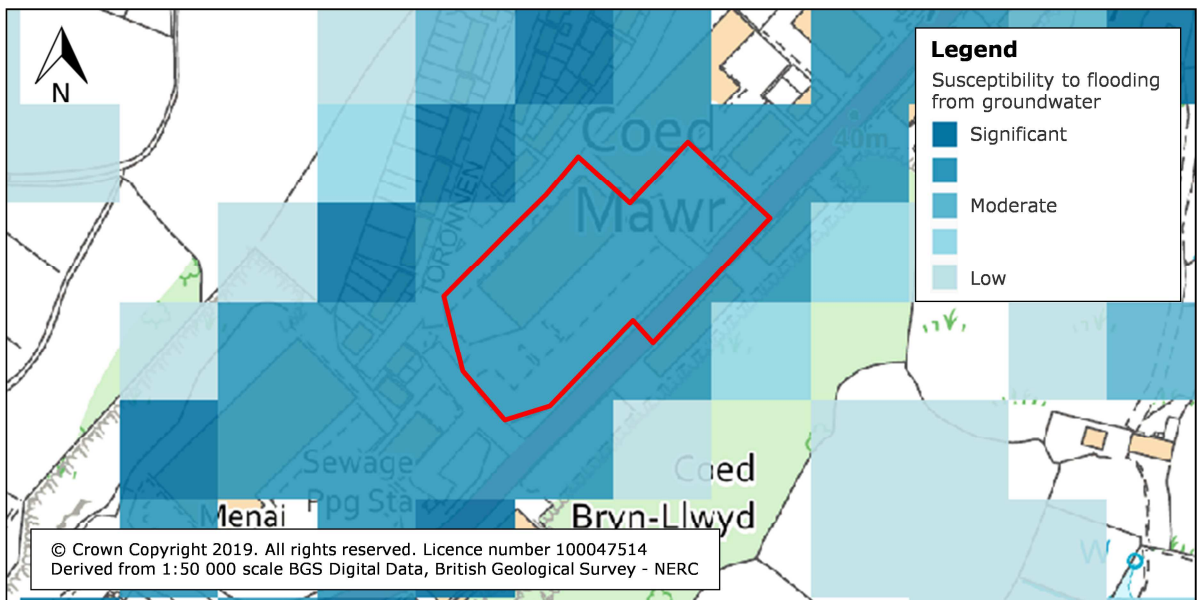 N
Coed
Mawr
40m
TORONNEN
Legend
Susceptibility to flooding
from groundwater
Significant
Moderate
Low
Sewage
Ppg Sta
Menai
Coed
Bryn-Llwyd
W
© Crown Copyright 2019. All rights reserved. Licence number 100047514
Derived from 1:50 000 scale BGS Digital Data, British Geological Survey - NERC